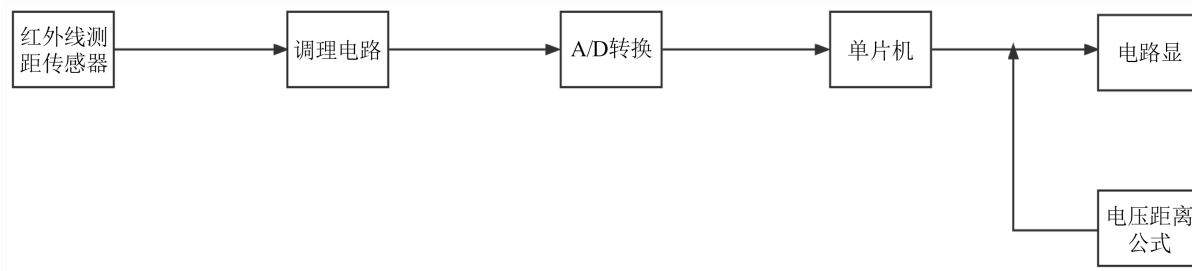 红外线测
距传感器
调理电路
A/D转换
单片机
电路显
电压距离
公式